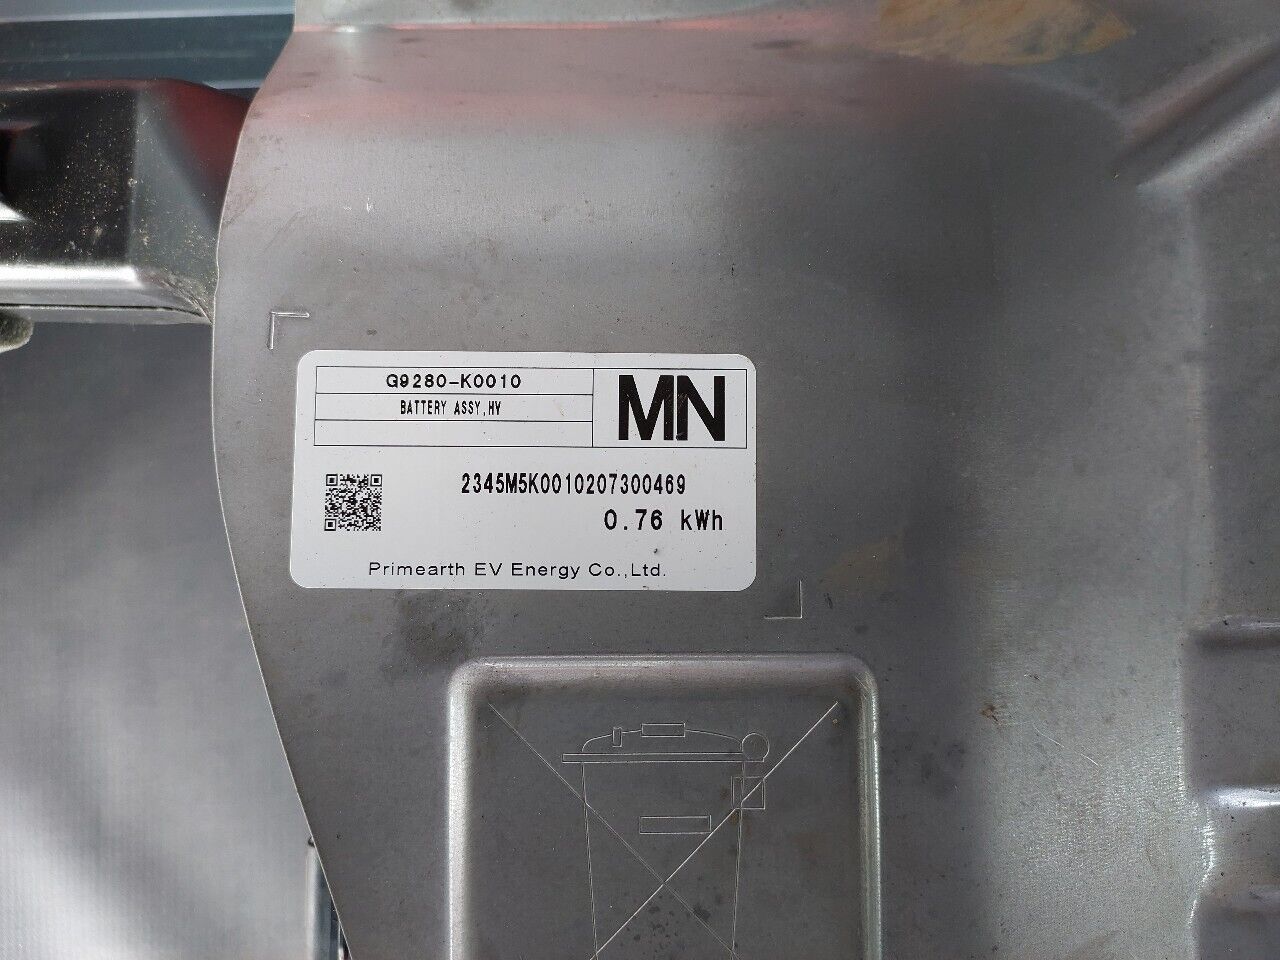 G9280-K0010
BATTERY ASSY,HV
MN
2345M5K0010207300469
0.76 kWh
Primearth EV Energy Co.,Ltd.